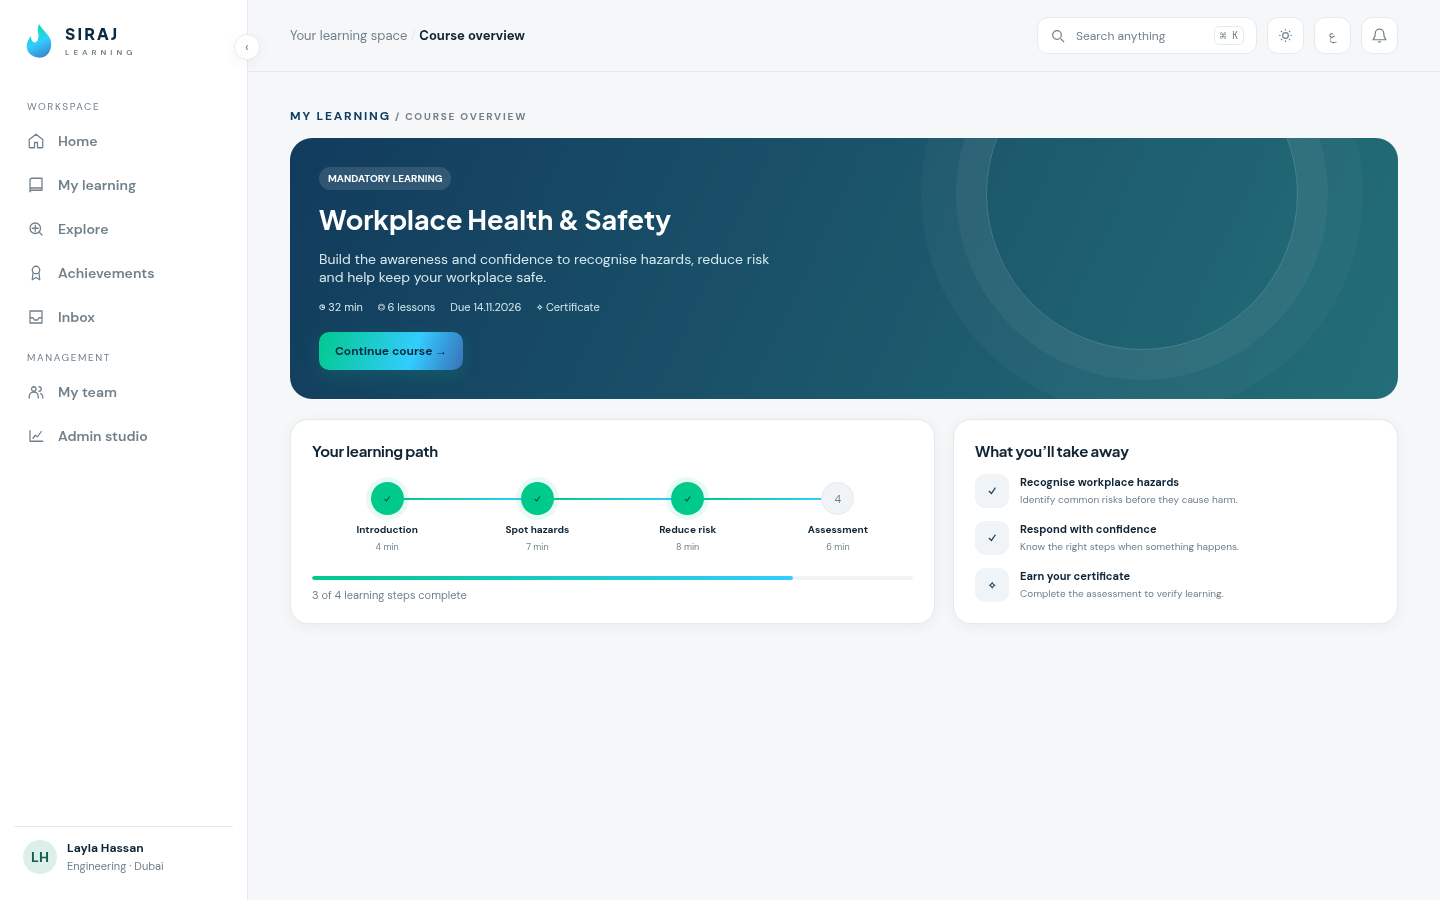 SIRAJ
LEARNING
‹
WORKSPACE
Home
My learning
Explore
Achievements
Inbox
MANAGEMENT
My team
Admin studio
LH
Layla Hassan
Engineering · Dubai
Your learning space / Course overview
Search anything
⌘ K
ع
MY LEARNING / COURSE OVERVIEW
MANDATORY LEARNING
Workplace Health & Safety
Build the awareness and confidence to recognise hazards, reduce risk
and help keep your workplace safe.
32 min 6 lessons Due 14.11.2026 Certificate
Continue course →
Your learning path
4
Introduction Spot hazards Reduce risk Assessment
4 min 7 min 8 min 6 min
3 of 4 learning steps complete
What you’ll take away
Recognise workplace hazards
Identify common risks before they cause harm.
Respond with confidence
Know the right steps when something happens.
Earn your certificate
Complete the assessment to verify learning.